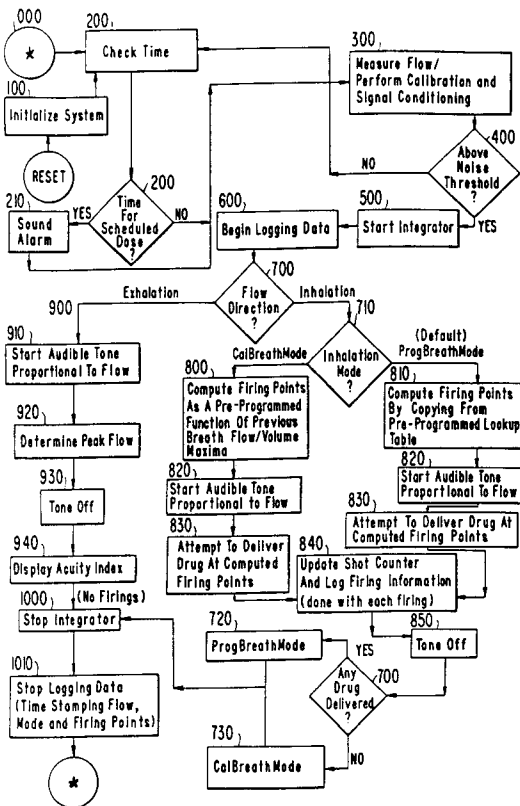 000
*
200
Check Time
100
Initialize System
RESET
300
Measure Flow/
Perform Calibration and
Signal Conditioning
400
Above
Noise
Threshold
?
NO
YES
200
Time
For
Scheduled
Dose
?
YES
NO
210
Sound
Alarm
500
Start Integrator
600
Begin Logging Data
700
Flow
Direction
?
Exhalation
Inhalation
900
910
Start Audible Tone
Proportional To Flow
920
Determine Peak Flow
930
Tone Off
940
Display Acuity Index
(No Firings)
1000
Stop Integrator
1010
Stop Logging Data
(Time Stamping Flow,
Mode and Firing Points)
*
710
Inhalation
Mode
?
CalBreathMode
(Default)
ProgBreathMode
800
Compute Firing Points
As A Pre-Programmed
Function Of Previous
Breath Flow/Volume
Maxima
820
Start Audible Tone
Proportional to Flow
830
Attempt To Deliver
Drug At Computed
Firing Points
810
Compute Firing Points
By Copying From
Pre-Programmed Lookup
Table
820
Start Audible Tone
Proportional To Flow
830
Attempt To Deliver Drug At
Computed Firing Points
840
Update Shot Counter
And Log Firing Information
(done with each firing)
850
Tone Off
700
Any
Drug
Delivered
?
YES
NO
720
ProgBreathMode
730
CalBreathMode